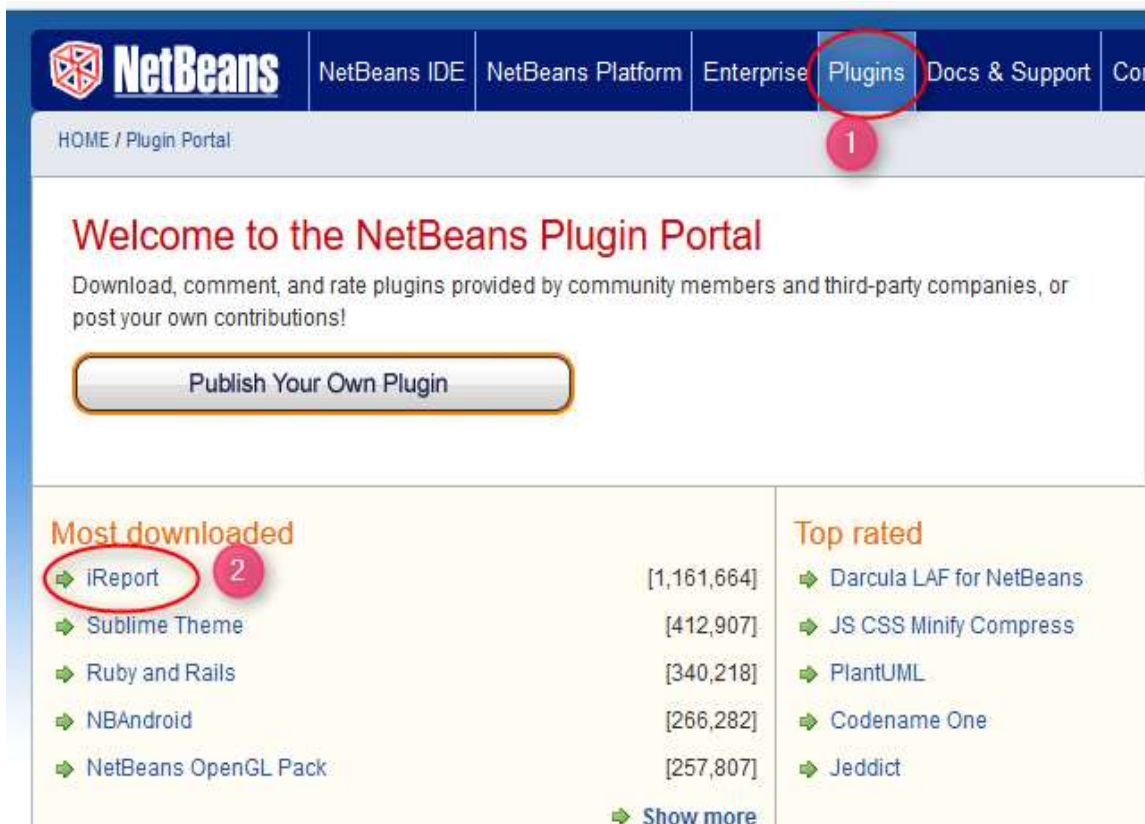 NetBeans NetBeans IDE NetBeans Platform Enterprise Plugins Docs & Support
HOME / Plugin Portal
1
Welcome to the NetBeans Plugin Portal
Download, comment, and rate plugins provided by community members and third-party companies, or
post your own contributions!
Publish Your Own Plugin
Most downloaded
iReport [1,161,664]
2
Sublime Theme [412,907]
Ruby and Rails [340,218]
NBAndroid [266,282]
NetBeans OpenGL Pack [257,807]
Show more
Top rated
Darcula LAF for NetBeans
JS CSS Minify Compress
PlantUML
Codename One
Jeddict